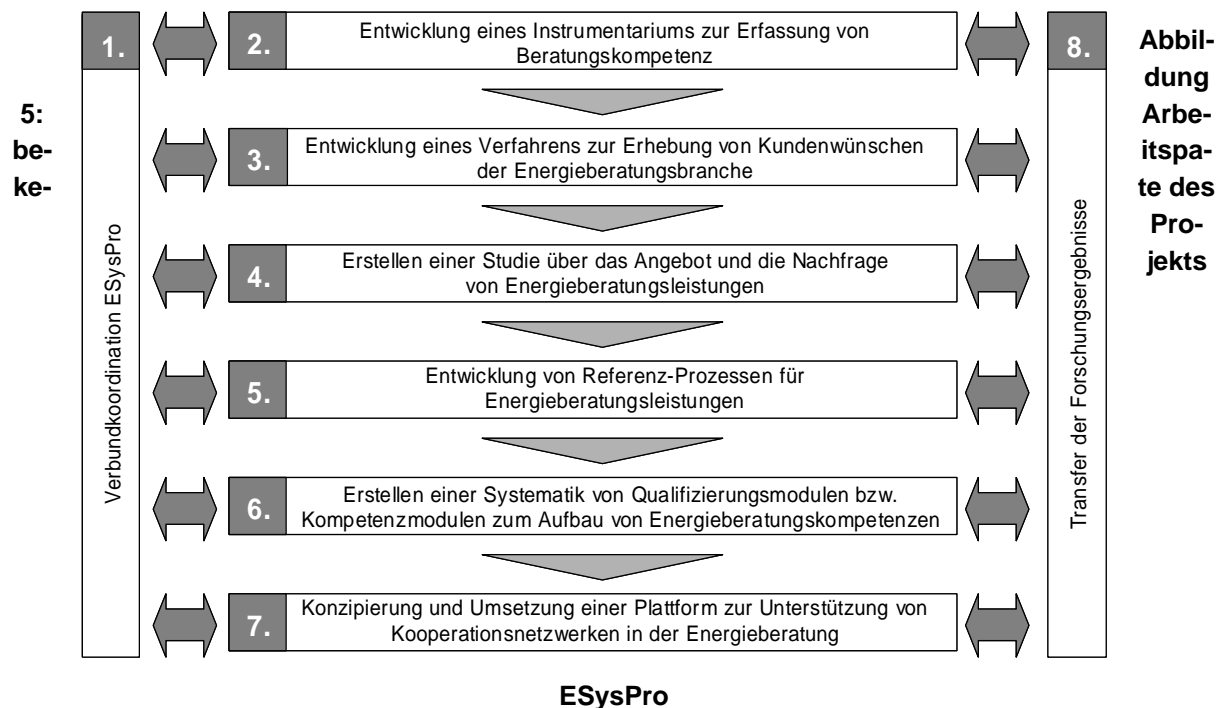 1.
Verbundkoordination ESysPro
2.
Entwicklung eines Instrumentariums zur Erfassung von
Beratungskompetenz
3.
Entwicklung eines Verfahrens zur Erhebung von Kundenwünschen
der Energieberatungsbranche
4.
Erstellen einer Studie über das Angebot und die Nachfrage
von Energieberatungsleistungen
5.
Entwicklung von Referenz-Prozessen für
Energieberatungsleistungen
6.
Erstellen einer Systematik von Qualifizierungsmodulen bzw.
Kompetenzmodulen zum Aufbau von Energieberatungskompetenzen
7.
Konzipierung und Umsetzung einer Plattform zur Unterstützung von
Kooperationsnetzwerken in der Energieberatung
8.
Transfer der Forschungsergebnisse
Abbil-
dung
5:
Arbe-
be-
itspa-
ke-
te des
Pro-
jekts
ESysPro